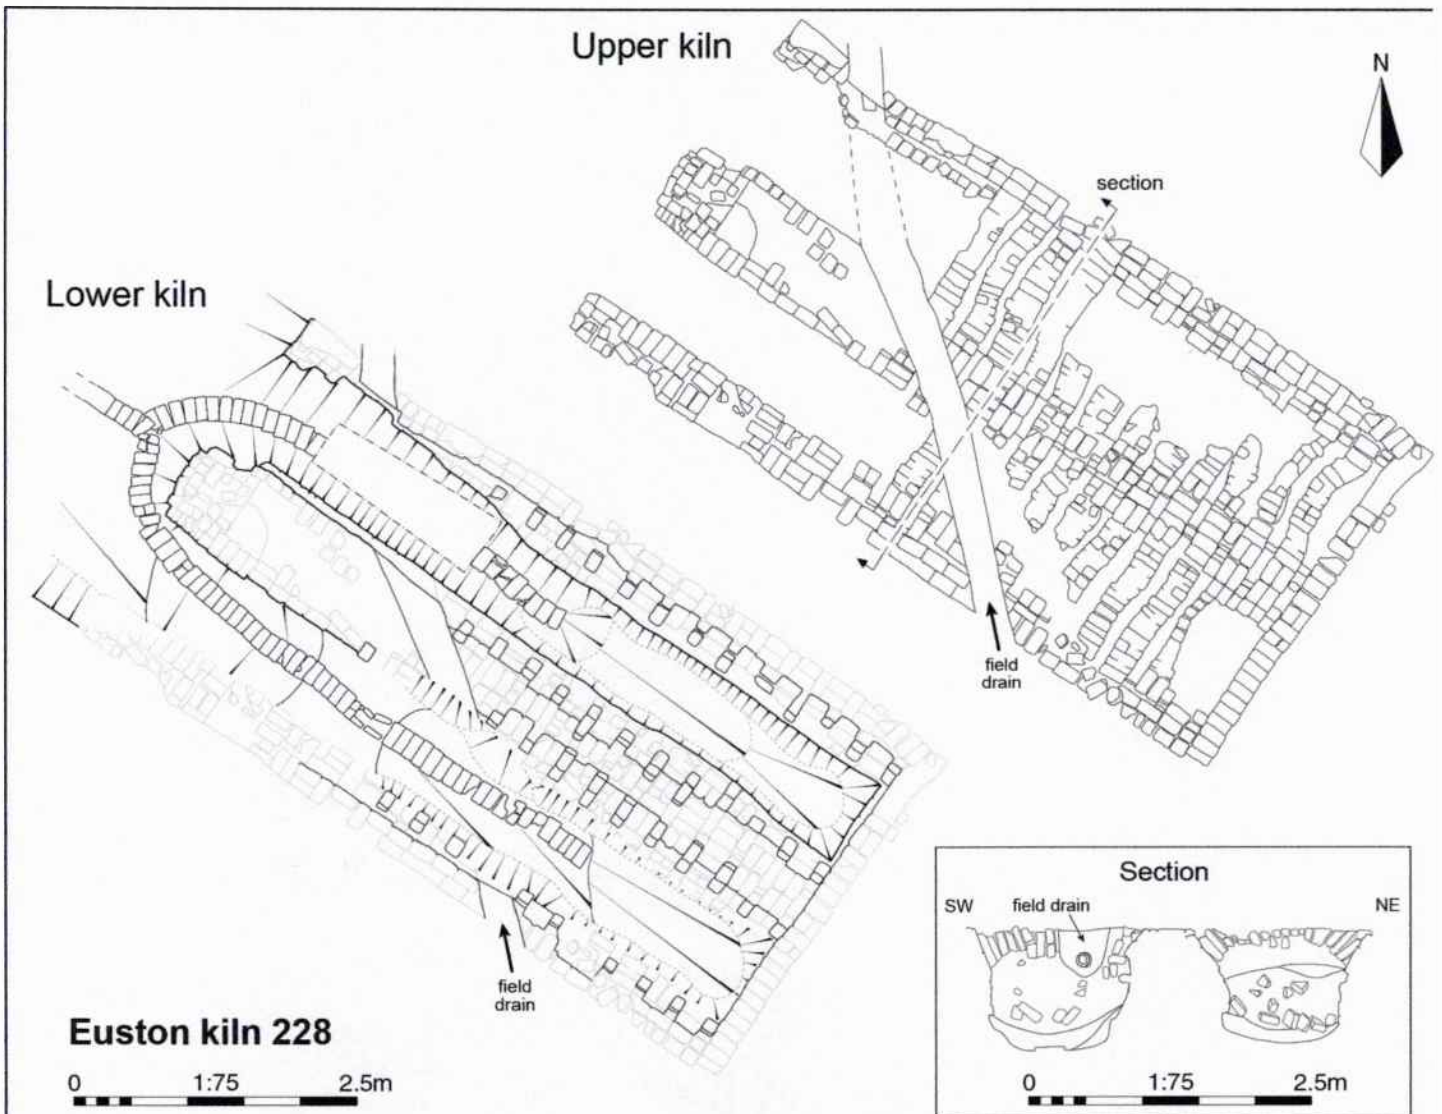 Upper kiln
N
section
Lower kiln
field
drain
field
drain
Section
SW
field drain
NE
Euston kiln 228
0 1:75 2.5m
0 1:75 2.5m